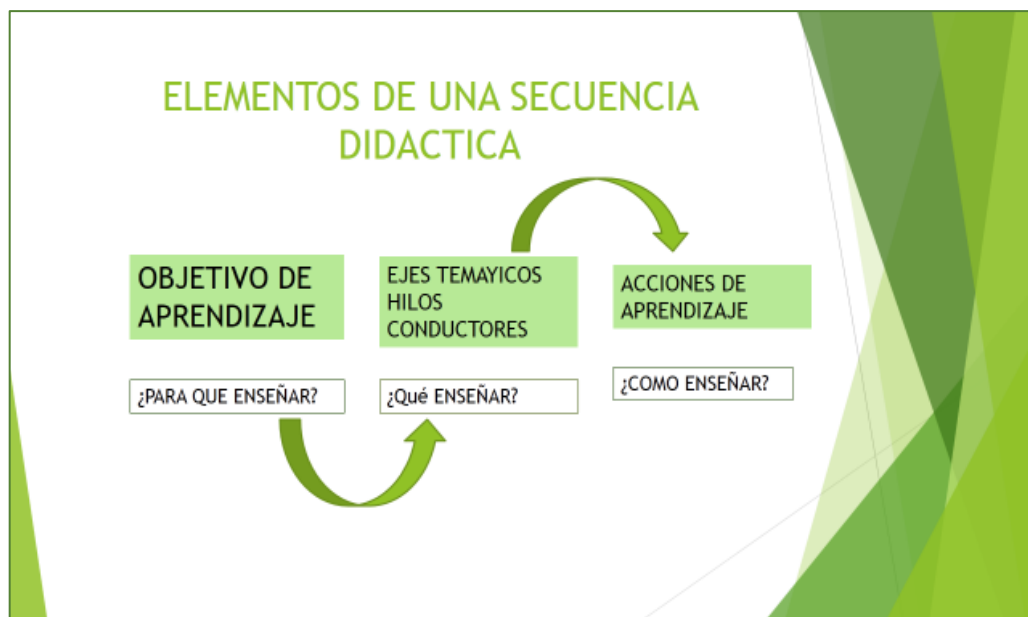 ELEMENTOS DE UNA SECUENCIA
DIDACTICA
OBJETIVO DE
APRENDIZAJE
¿PARA QUE ENSEÑAR?
EJES TEMAYICOS
HILOS
CONDUCTORES
¿Qué ENSEÑAR?
ACCIONES DE
APRENDIZAJE
¿COMO ENSEÑAR?